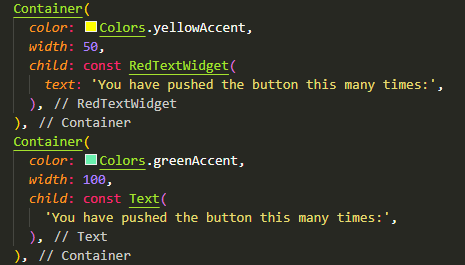 Container(
  color: Colors.yellowAccent,
  width: 50,
  child: const RedTextWidget(
    text: 'You have pushed the button this many times:',
  ), // RedTextWidget
), // Container
Container(
  color: Colors.greenAccent,
  width: 100,
  child: const Text(
    'You have pushed the button this many times:',
  ), // Text
), // Container